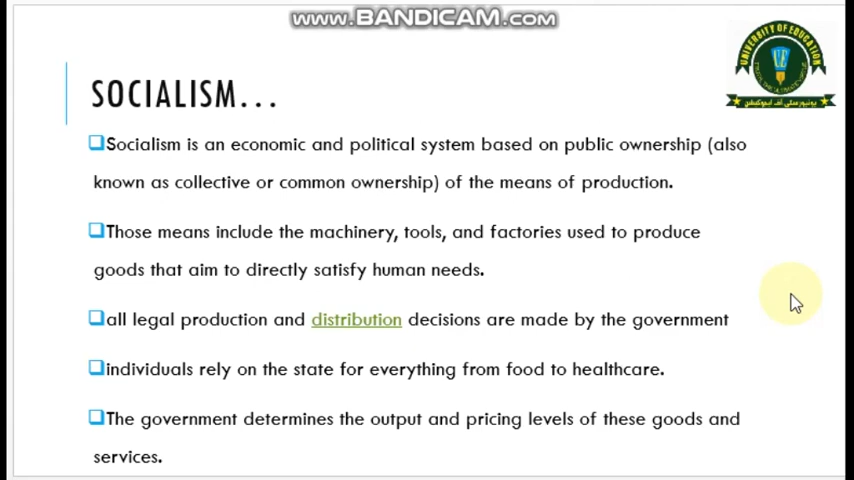 www.BANDICAM.com
UNIVERSITY OF EDUCATION
UE
SOCIALISM...
Socialism is an economic and political system based on public ownership (also
known as collective or common ownership) of the means of production.
Those means include the machinery, tools, and factories used to produce
goods that aim to directly satisfy human needs.
all legal production and distribution decisions are made by the government
individuals rely on the state for everything from food to healthcare.
The government determines the output and pricing levels of these goods and
services.